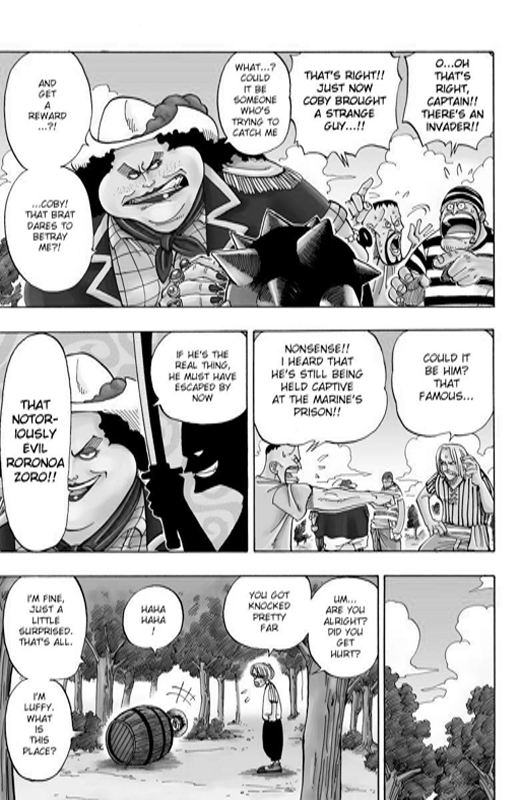 O...OH
THAT'S
RIGHT,
CAPTAIN!!
THERE'S AN
INVADER!!
THAT'S RIGHT!!
JUST NOW
COBY BROUGHT
A STRANGE
GUY...!!
WHAT...?
COULD
IT BE
SOMEONE
WHO'S
TRYING TO
CATCH ME
AND
GET
A
REWARD
...?!
...COBY!
THAT BRAT
DARES TO
BETRAY
ME?!
COULD IT
BE HIM?
THAT
FAMOUS...
NONSENSE!!
I HEARD THAT
HE'S STILL BEING
HELD CAPTIVE
AT THE MARINE'S
PRISON!!
IF HE'S THE
REAL THING,
HE MUST HAVE
ESCAPED BY
NOW
THAT
NOTOR-
IOUSLY
EVIL
RORONOA
ZORO!!
UM...
ARE YOU
ALRIGHT?
DID YOU
GET
HURT?
YOU GOT
KNOCKED
PRETTY
FAR
HAHA
HAHA
!
I'M FINE,
JUST A
LITTLE
SURPRISED.
THAT'S ALL.
I'M
LUFFY.
WHAT
IS
THIS
PLACE?